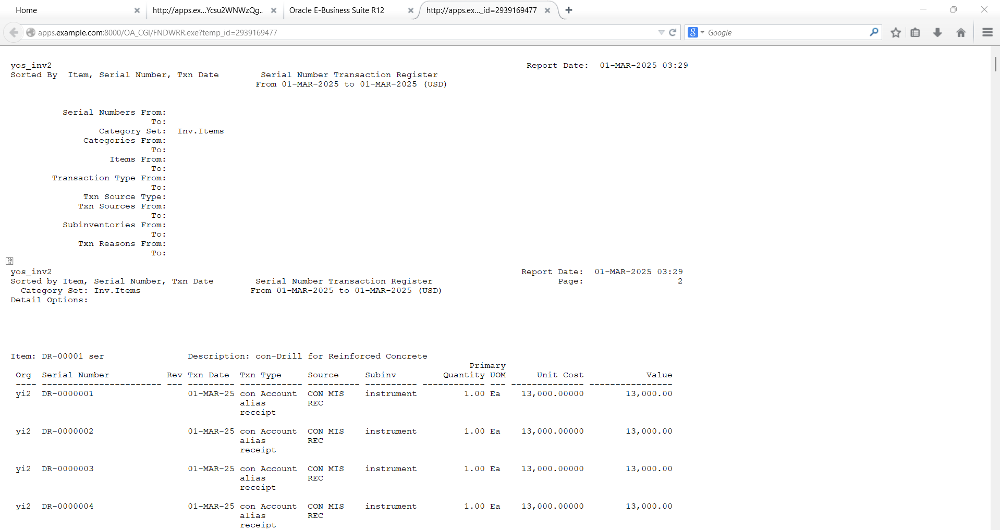 Home
http://apps.ex...Ycsu2WNWzQg..
Oracle E-Business Suite R12
http://apps.ex..._id=2939169477
apps.example.com:8000/OA_CGI/FNDWRR.exe?temp_id=2939169477
8 Google
yos_inv2 Report Date: 01-MAR-2025 03:29
Sorted By Item, Serial Number, Txn Date Serial Number Transaction Register
From 01-MAR-2025 to 01-MAR-2025 (USD)
Serial Numbers From:
To:
Category Set: Inv.Items
Categories From:
To:
Items From:
To:
Transaction Type From:
To:
Txn Source Type:
Txn Sources From:
To:
Subinventories From:
To:
Txn Reasons From:
To:
yos_inv2 Report Date: 01-MAR-2025 03:29
Sorted by Item, Serial Number, Txn Date Serial Number Transaction Register Page: 2
Category Set: Inv.Items From 01-MAR-2025 to 01-MAR-2025 (USD)
Detail Options:
Item: DR-00001 ser Description: con-Drill for Reinforced Concrete
Primary
Org Serial Number Rev Txn Date Txn Type Source Subinv Quantity UOM Unit Cost Value
---- ----------------------- --- --------- ------------ ---------- ---------- ------------ --- -------------- ----------------
yi2 DR-0000001 01-MAR-25 con Account CON MIS instrument 1.00 Ea 13,000.00000 13,000.00
alias REC
receipt
yi2 DR-0000002 01-MAR-25 con Account CON MIS instrument 1.00 Ea 13,000.00000 13,000.00
alias REC
receipt
yi2 DR-0000003 01-MAR-25 con Account CON MIS instrument 1.00 Ea 13,000.00000 13,000.00
alias REC
receipt
yi2 DR-0000004 01-MAR-25 con Account CON MIS instrument 1.00 Ea 13,000.00000 13,000.00
alias REC
receipt